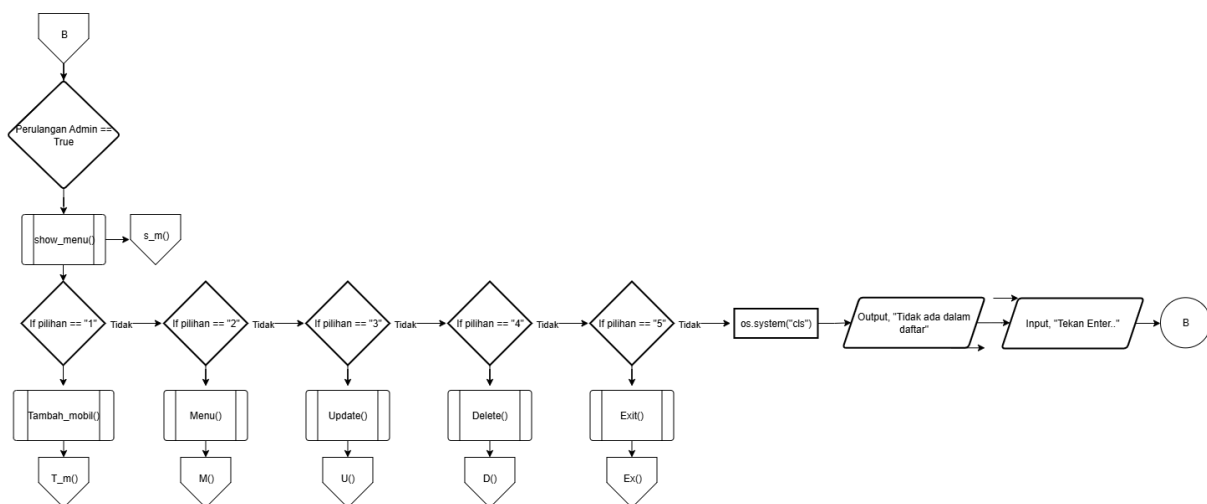 B
Perulangan Admin ==
True
show_menu()
s_m()
If pilihan == "1"
Tidak
If pilihan == "2"
Tidak
If pilihan == "3"
Tidak
If pilihan == "4"
Tidak
If pilihan == "5"
Tidak
os.system("cls")
Output, "Tidak ada dalam
daftar"
Input, "Tekan Enter.."
B
Tambah_mobil()
Menu()
Update()
Delete()
Exit()
T_m()
M()
U()
D()
Ex()